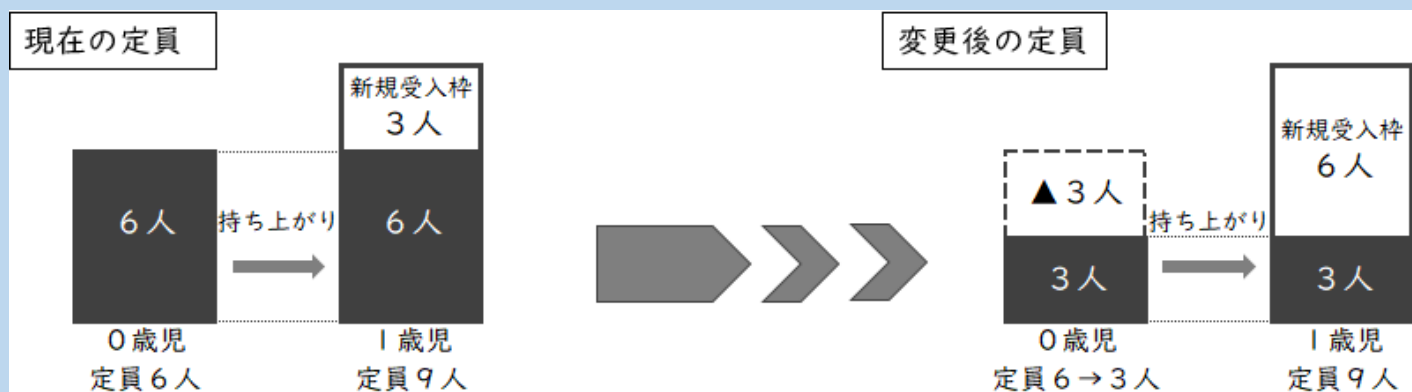 現在の定員
新規受入枠
3人
6人
持ち上がり
6人
0歳児
定員6人
1歳児
定員9人
変更後の定員
新規受入枠
6人
▲3人
持ち上がり
3人
3人
0歳児
定員6→3人
1歳児
定員9人